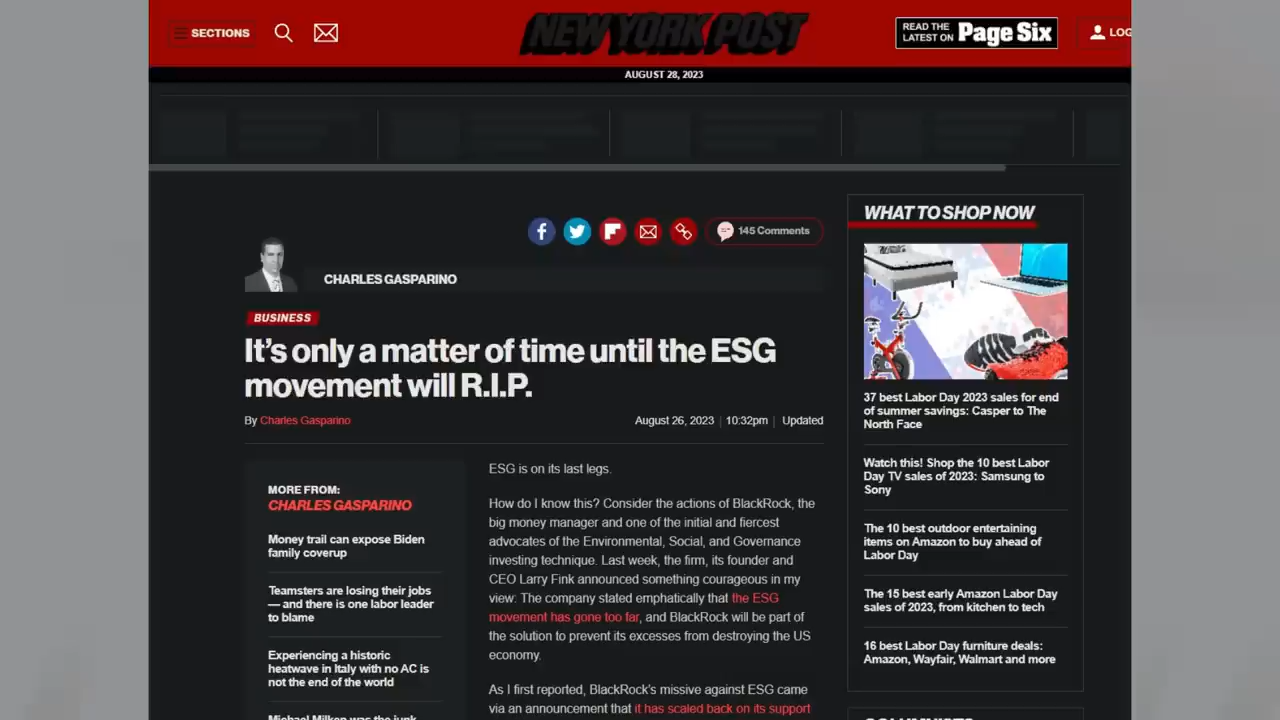 SECTIONS
NEW YORK POST
READ THE
LATEST ON
Page Six
LOG
AUGUST 28, 2023
145 Comments
CHARLES GASPARINO
BUSINESS
It's only a matter of time until the ESG
movement will R.I.P.
By Charles Gasparino
August 26, 2023 | 10:32pm | Updated
MORE FROM:
CHARLES GASPARINO
Money trail can expose Biden
family coverup
Teamsters are losing their jobs
— and there is one labor leader
to blame
Experiencing a historic
heatwave in Italy with no AC is
not the end of the world
Michael Milken was the junk
ESG is on its last legs.
How do I know this? Consider the actions of BlackRock, the
big money manager and one of the initial and fiercest
advocates of the Environmental, Social, and Governance
investing technique. Last week, the firm, its founder and
CEO Larry Fink announced something courageous in my
view: The company stated emphatically that the ESG
movement has gone too far, and BlackRock will be part of
the solution to prevent its excesses from destroying the US
economy.
As I first reported, BlackRock's missive against ESG came
via an announcement that it has scaled back on its support
WHAT TO SHOP NOW
37 best Labor Day 2023 sales for end
of summer savings: Casper to The
North Face
Watch this! Shop the 10 best Labor
Day TV sales of 2023: Samsung to
Sony
The 10 best outdoor entertaining
items on Amazon to buy ahead of
Labor Day
The 15 best early Amazon Labor Day
sales of 2023, from kitchen to tech
16 best Labor Day furniture deals:
Amazon, Wayfair, Walmart and more
COLUMNISTS